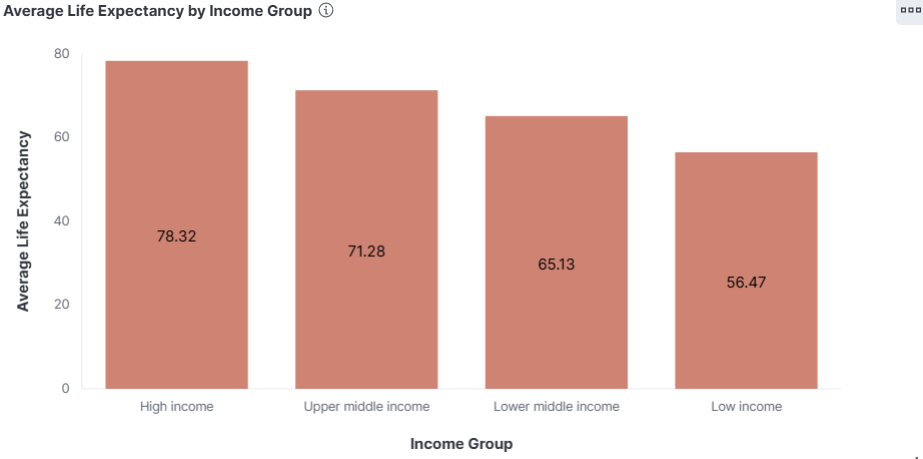 Average Life Expectancy by Income Group
80
60
40
20
0
Average Life Expectancy
78.32
71.28
65.13
56.47
High income
Upper middle income
Lower middle income
Low income
Income Group